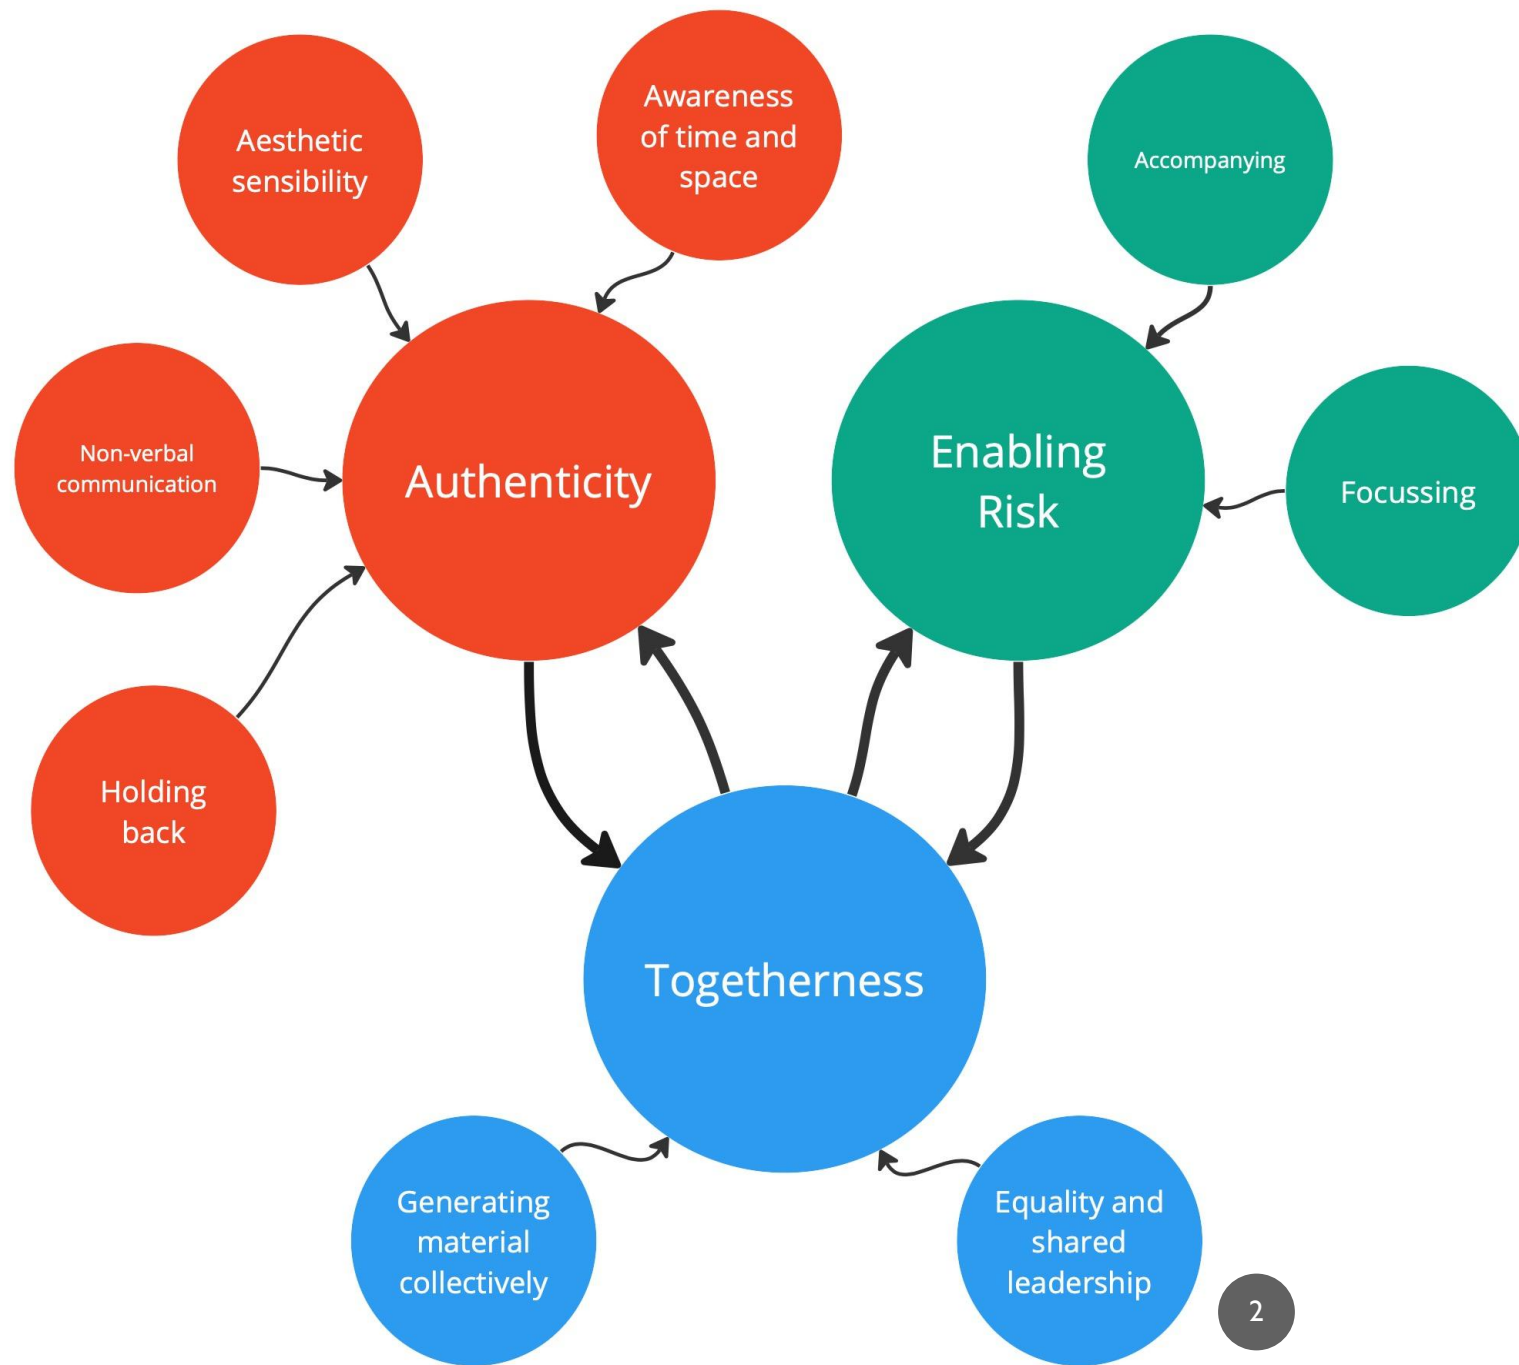 Aesthetic
sensibility
Awareness
of time and
space
Accompanying
Non-verbal
communication
Authenticity
Enabling
Risk
Focussing
Holding
back
Togetherness
Generating
material
collectively
Equality and
shared
leadership
2